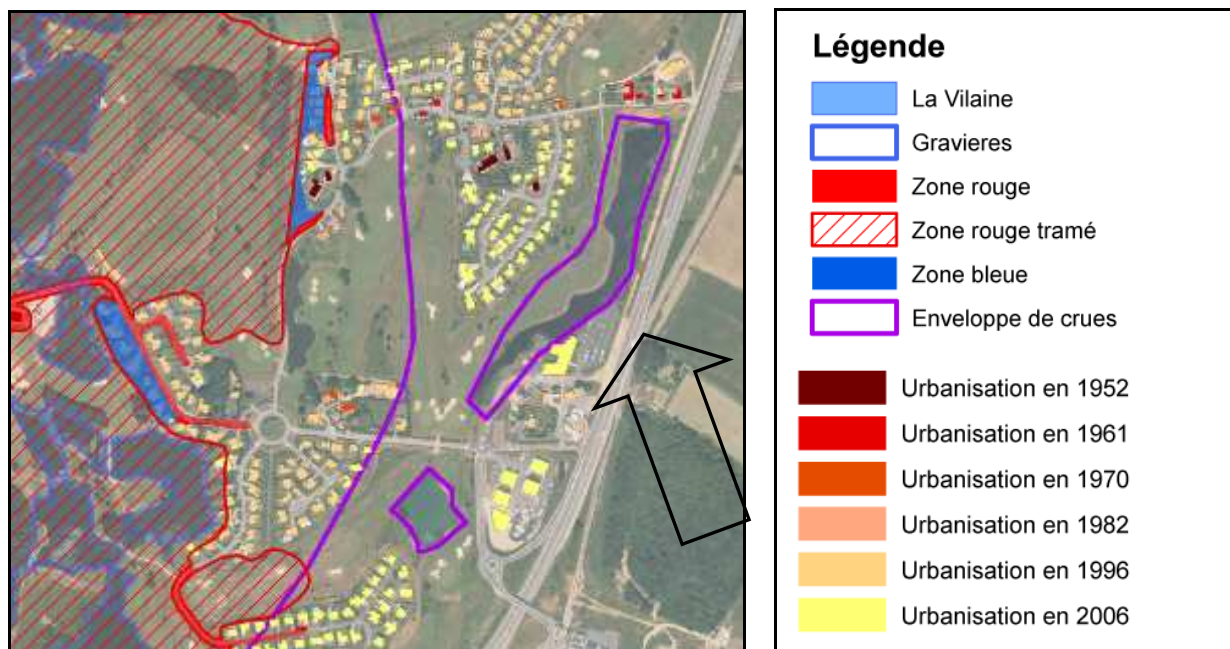 Légende
La Vilaine
Gravieres
Zone rouge
Zone rouge tramé
Zone bleue
Enveloppe de crues
Urbanisation en 1952
Urbanisation en 1961
Urbanisation en 1970
Urbanisation en 1982
Urbanisation en 1996
Urbanisation en 2006